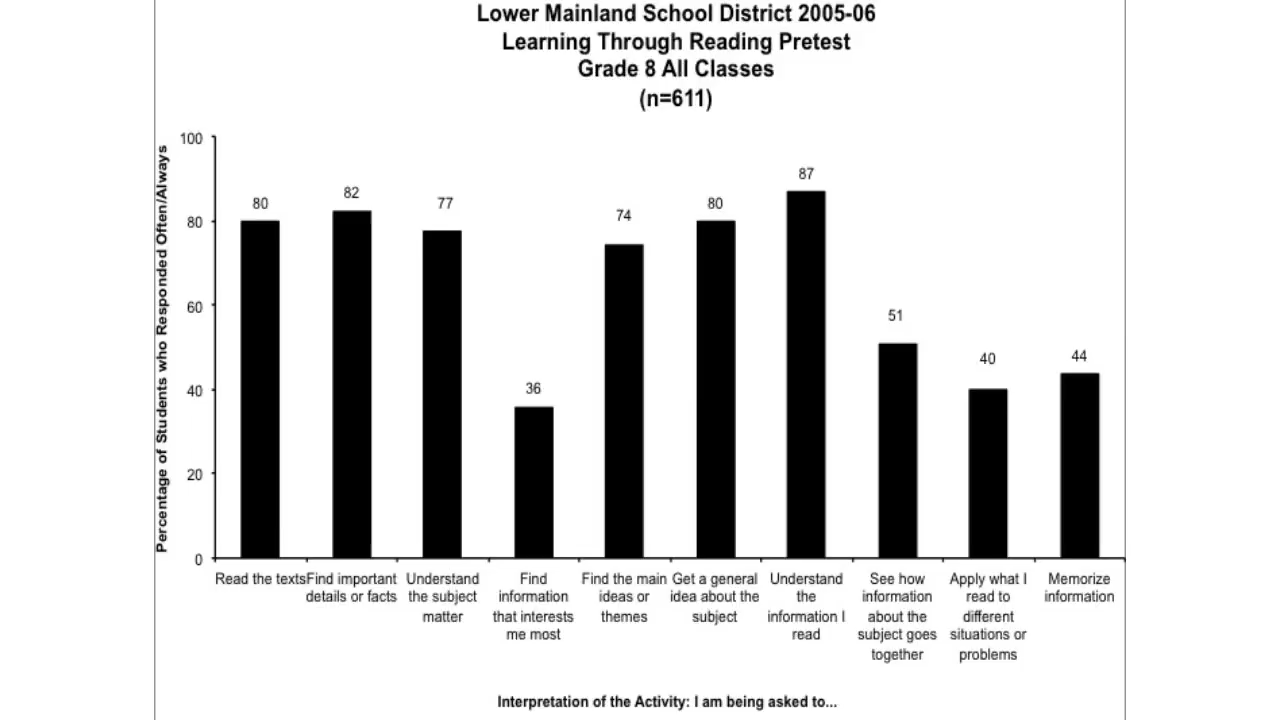 Lower Mainland School District 2005-06
Learning Through Reading Pretest
Grade 8 All Classes
(n=611)
Percentage of Students who Responded Often/Always
100
80
60
40
20
0
80
82
77
36
74
80
87
51
40
44
Read the texts
Find important
details or facts
Understand
the subject
matter
Find
information
that interests
me most
Find the main
ideas or
themes
Get a general
idea about the
subject
Understand
the
information I
read
See how
information
about the
subject goes
together
Apply what I
read to
different
situations or
problems
Memorize
information
Interpretation of the Activity: I am being asked to...